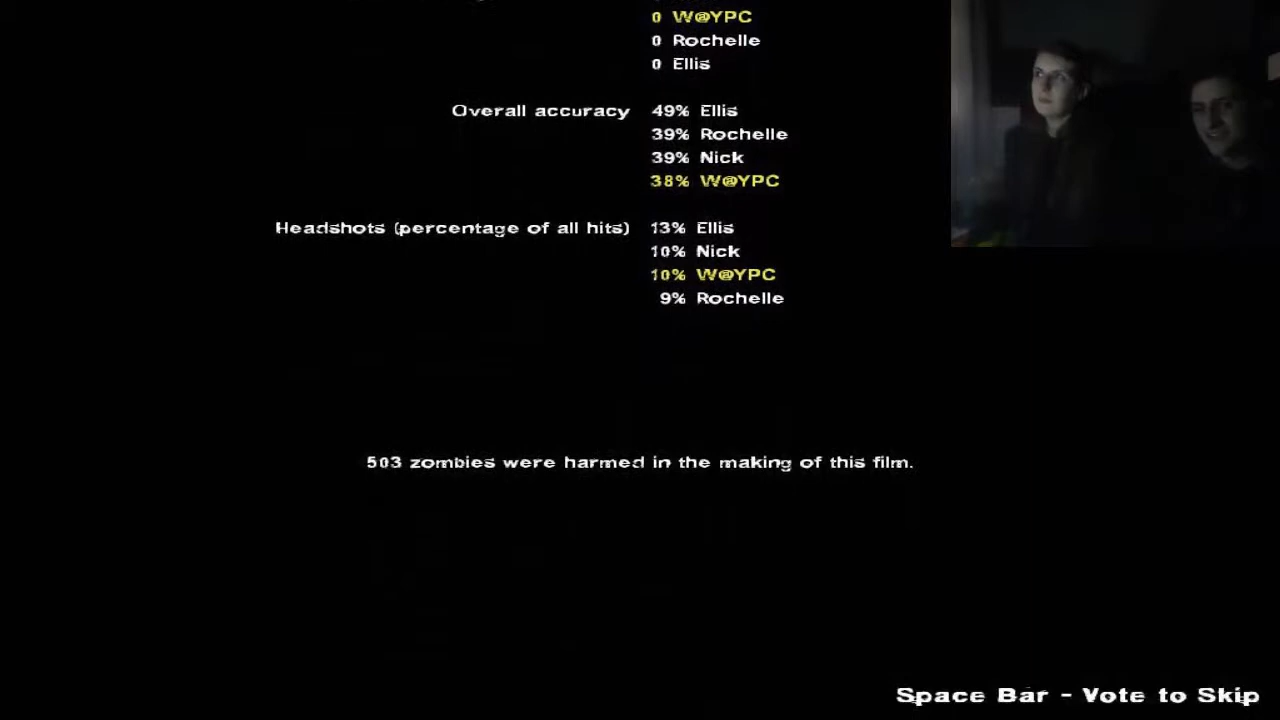 0 W@YPC
0 Rochelle
0 Ellis
Overall accuracy 49% Ellis
39% Rochelle
39% Nick
38% W@YPC
Headshots (percentage of all hits) 13% Ellis
10% Nick
10% W@YPC
9% Rochelle
503 zombies were harmed in the making of this film.
Space Bar - Vote to Skip